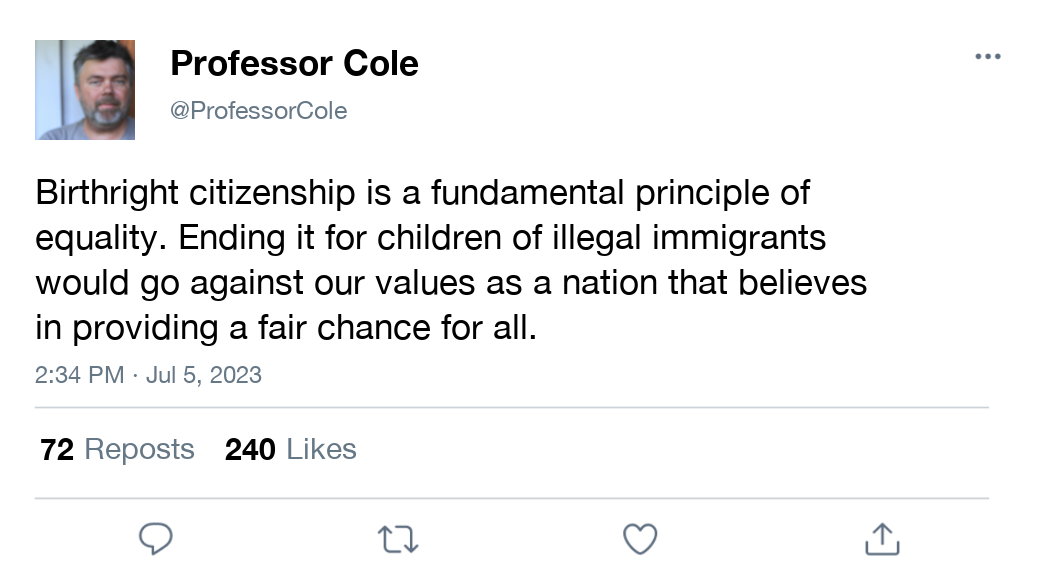 Professor Cole
@ProfessorCole
Birthright citizenship is a fundamental principle of
equality. Ending it for children of illegal immigrants
would go against our values as a nation that believes
in providing a fair chance for all.
2:34 PM · Jul 5, 2023
72 Reposts 240 Likes